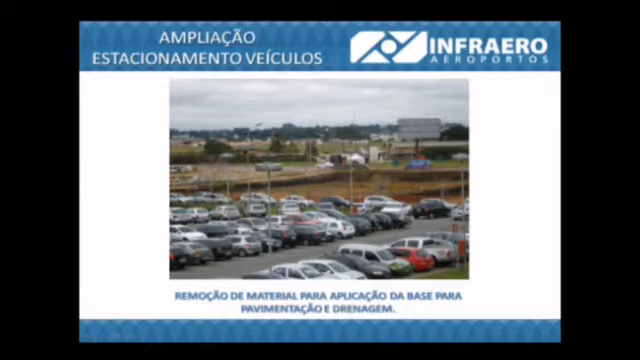 AMPLIAÇÃO
ESTACIONAMENTO VEÍCULOS
INFRAERO
AEROPORTOS
REMOÇÃO DE MATERIAL PARA APLICAÇÃO DA BASE PARA
PAVIMENTAÇÃO E DRENAGEM.